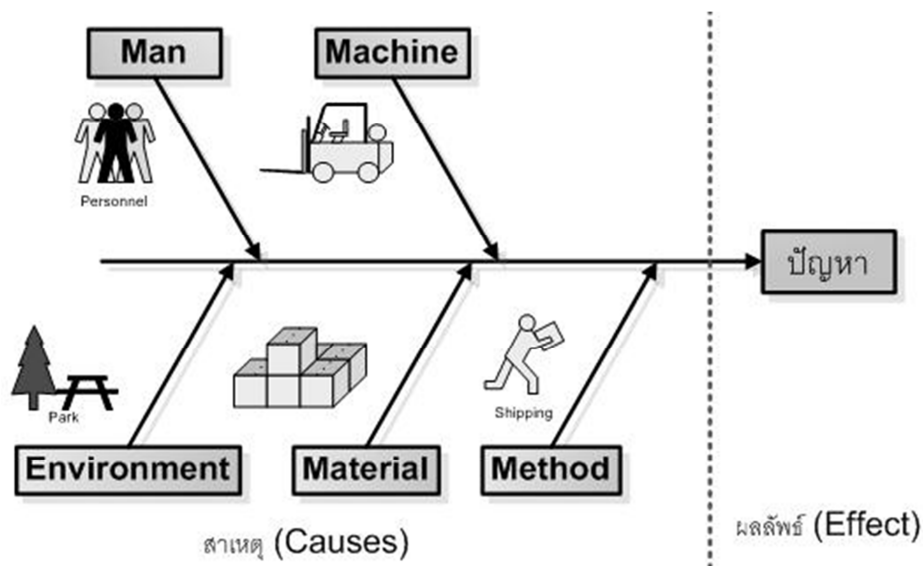 Man
Machine
Personnel
ปัญหา
Park
Shipping
Environment
Material
Method
สาเหตุ (Causes)
ผลลัพธ์ (Effect)